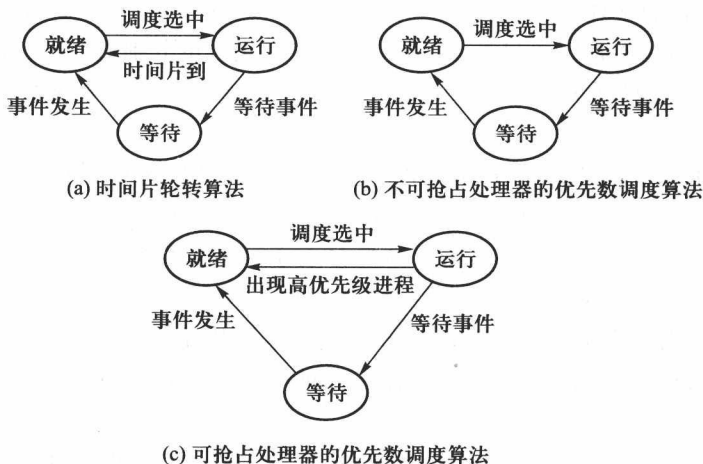 调度选中
就绪
运行
时间片到
事件发生
等待事件
等待
(a) 时间片轮转算法
调度选中
就绪
运行
事件发生
等待事件
等待
(b) 不可抢占处理器的优先数调度算法
调度选中
就绪
运行
出现高优先级进程
事件发生
等待事件
等待
(c) 可抢占处理器的优先数调度算法